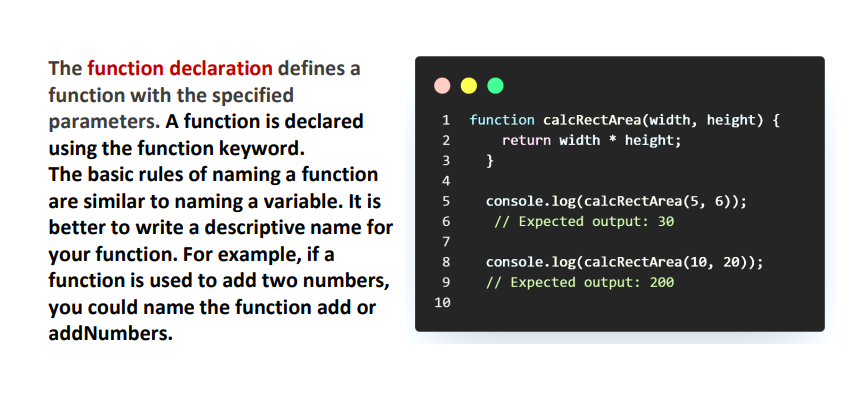 The function declaration defines a
function with the specified
parameters. A function is declared
using the function keyword.
The basic rules of naming a function
are similar to naming a variable. It is
better to write a descriptive name for
your function. For example, if a
function is used to add two numbers,
you could name the function add or
addNumbers.
1 function calcRectArea(width, height) {
2 return width * height;
3 }
4
5 console.log(calcRectArea(5, 6));
6 // Expected output: 30
7
8 console.log(calcRectArea(10, 20));
9 // Expected output: 200
10